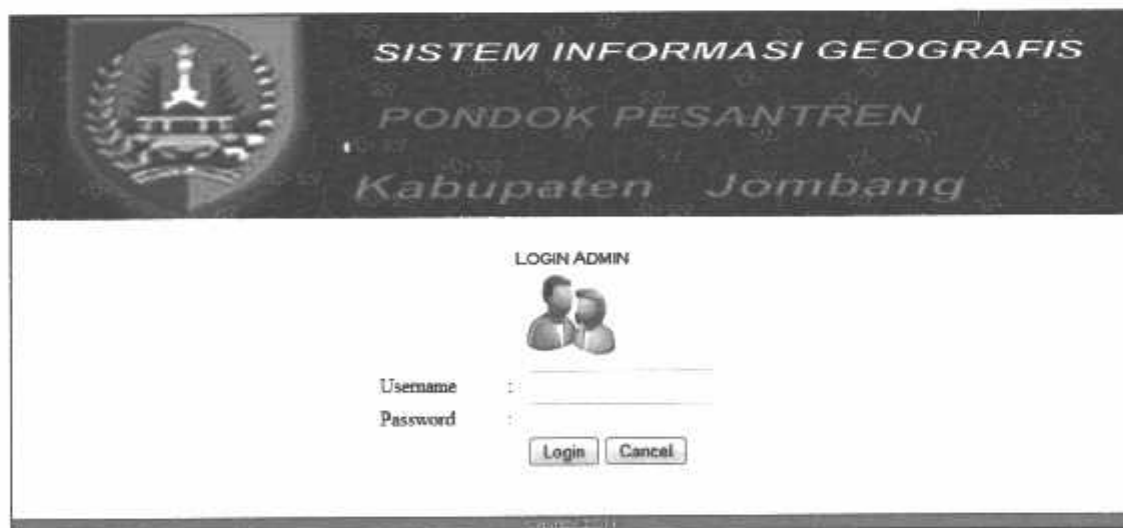 SISTEM INFORMASI GEOGRAFIS
PONDOK PESANTREN
Kabupaten Jombang
LOGIN ADMIN
Username :
Password :
Login Cancel